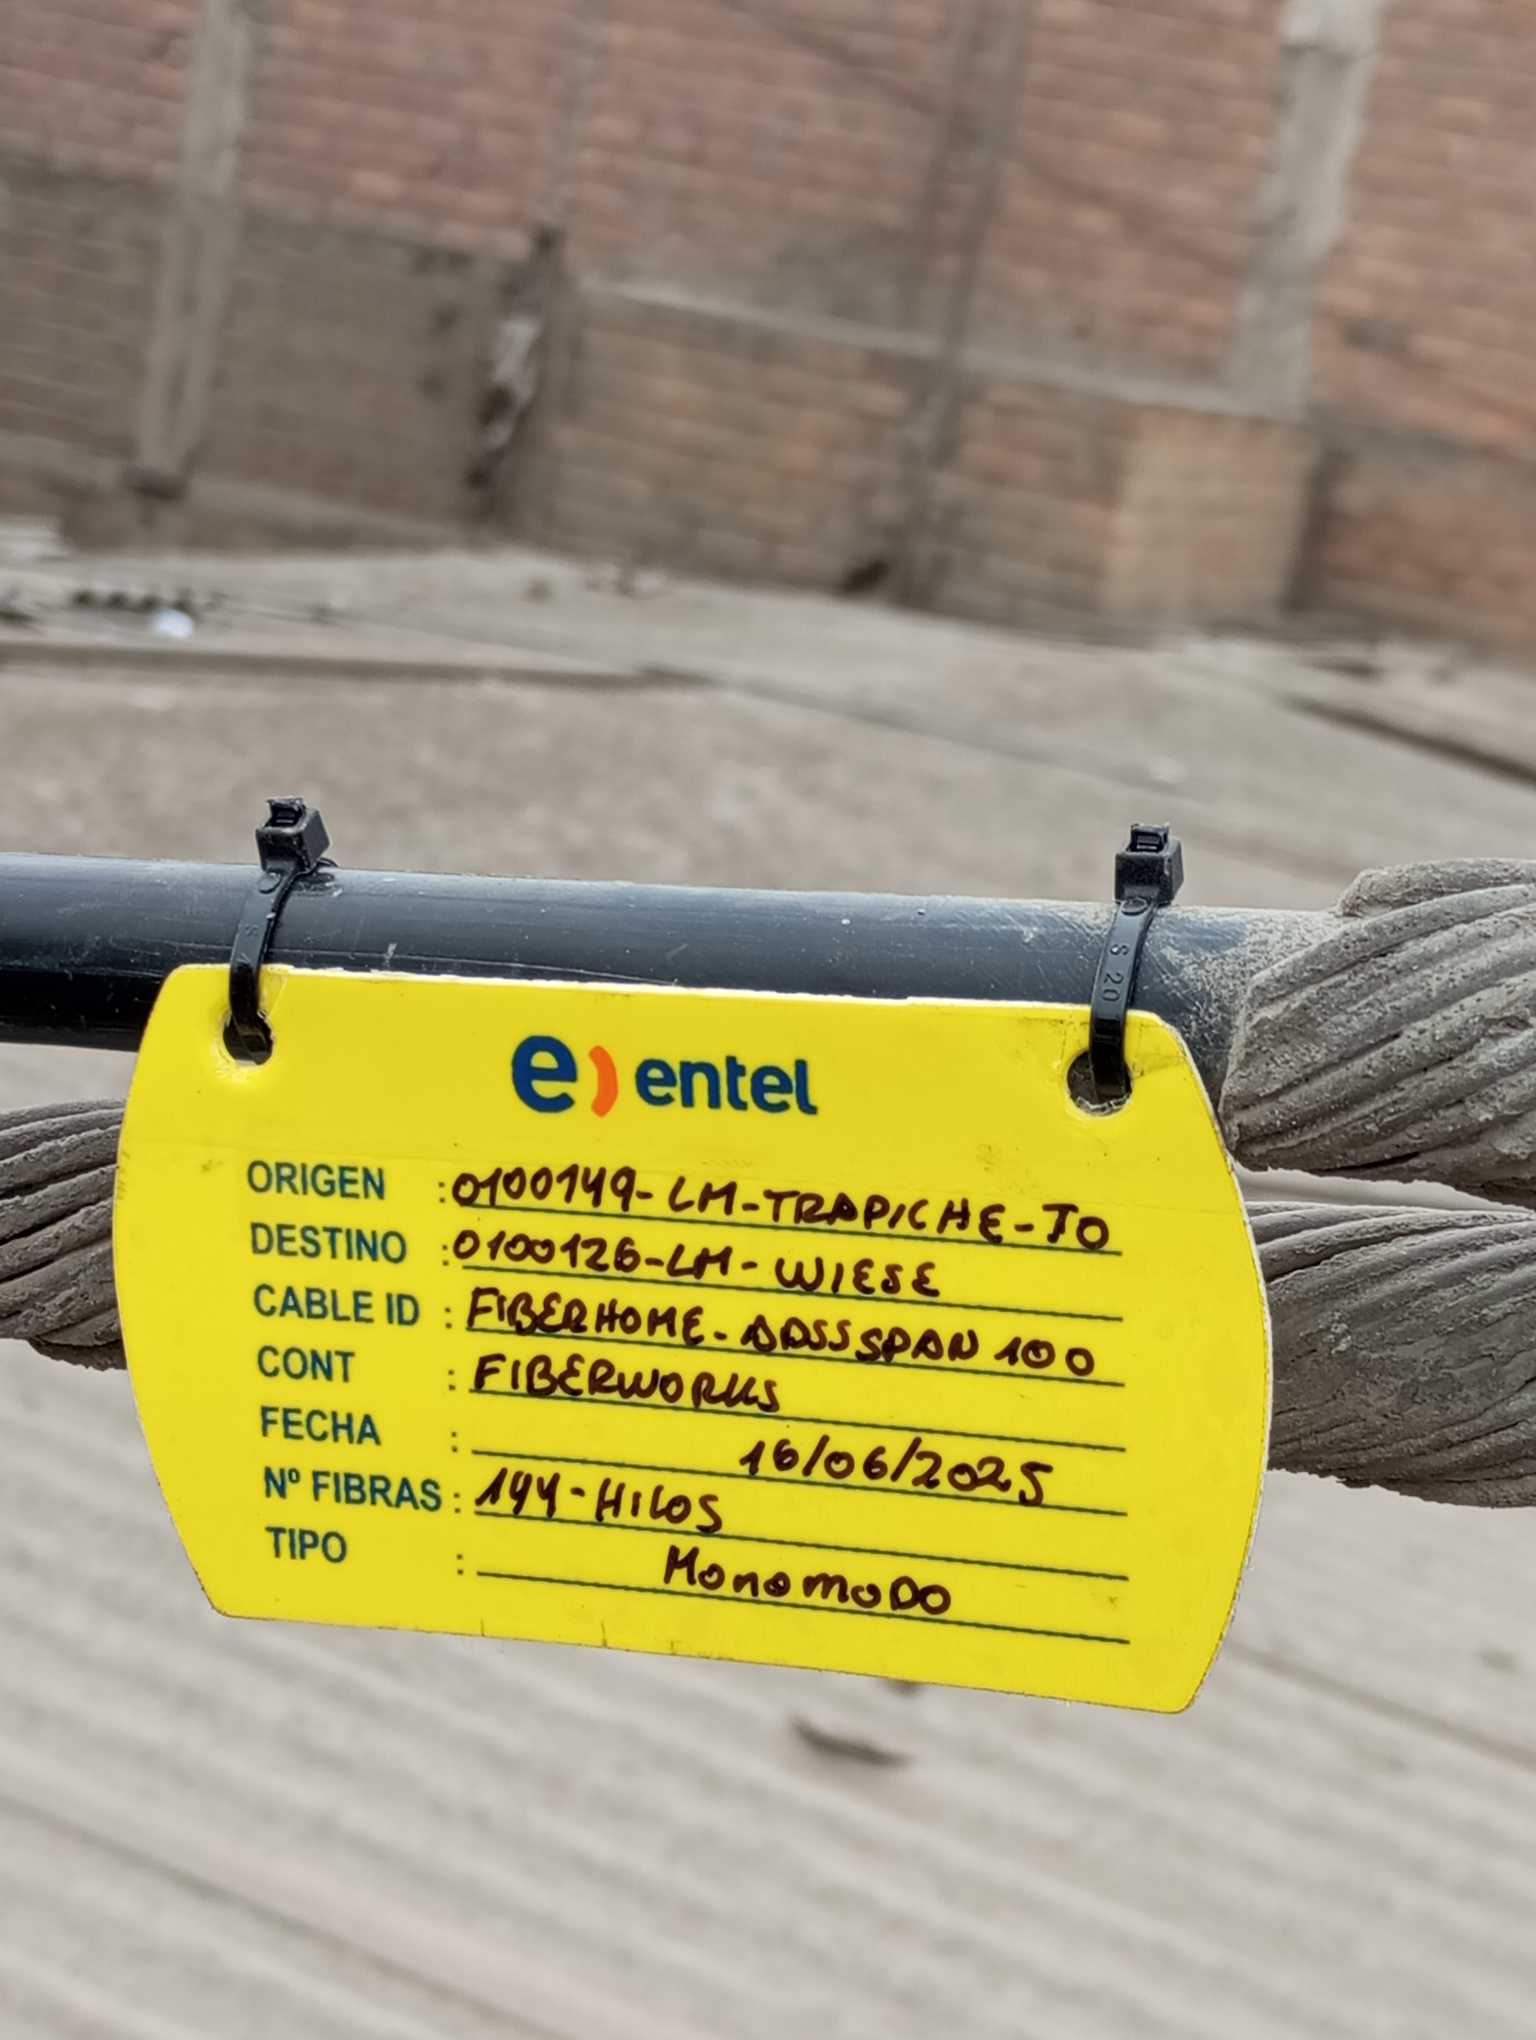 e) entel
ORIGEN : 0100149-LM-TRAPICHE-JO
DESTINO : 0100126-LM-WIESE
CABLE ID : FIBERHOME-ADSS SPAN 100
CONT : FIBERWORKS
FECHA : 16/06/2025
Nº FIBRAS : 144-HILOS
TIPO : MonomoDO
S 20